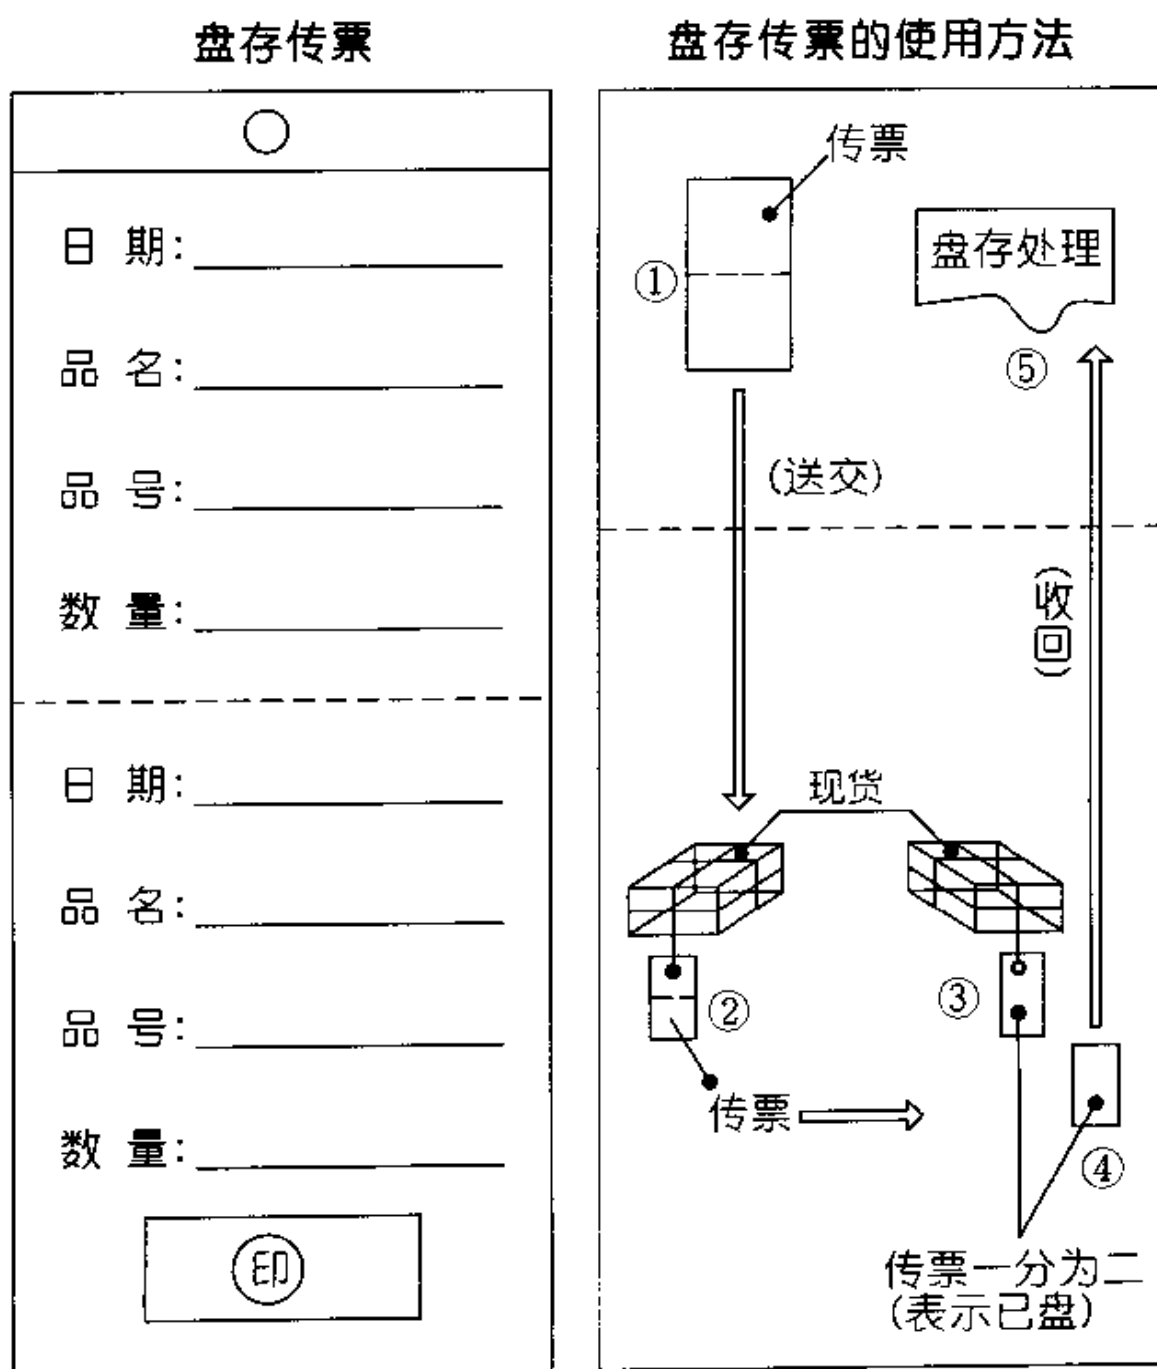 盘存传票
日 期:
品 名:
品 号:
数 量:
日 期:
品 名:
品 号:
数 量:
印
盘存传票的使用方法
传票
①
盘存处理
⑤
(送交)
(收回)
现货
②
③
传票
④
传票一分为二
(表示已盘)